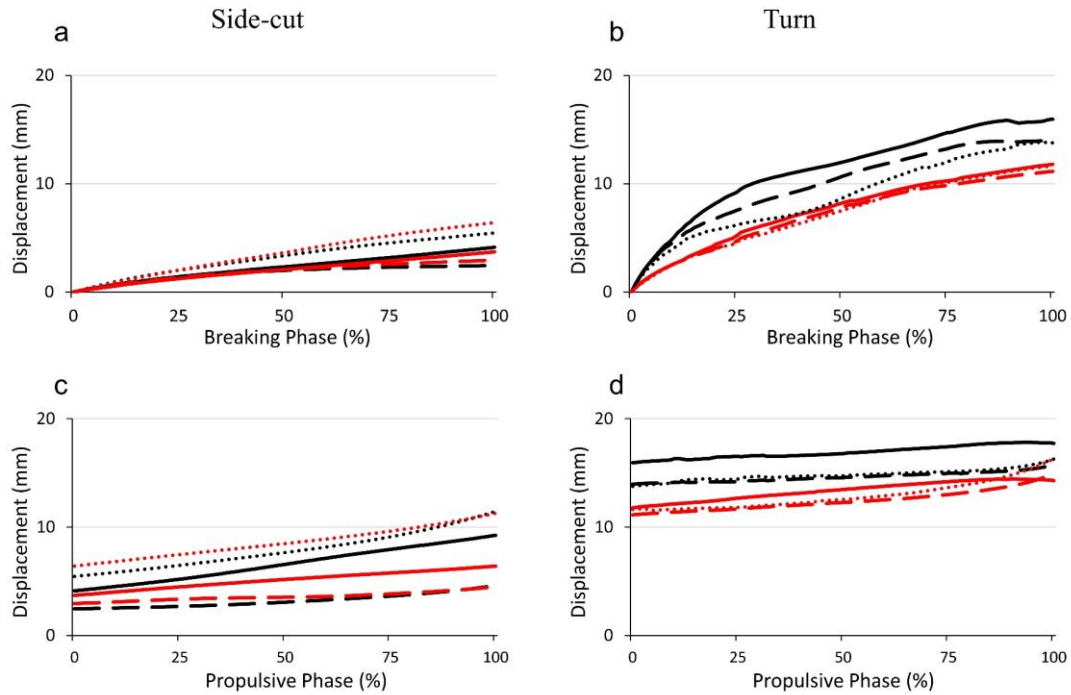 Side-cut
Turn
a
b
20
10
0
Displacement (mm)
0 25 50 75 100
Breaking Phase (%)
20
10
0
Displacement (mm)
0 25 50 75 100
Breaking Phase (%)
c
d
20
10
0
Displacement (mm)
0 25 50 75 100
Propulsive Phase (%)
20
10
0
Displacement (mm)
0 25 50 75 100
Propulsive Phase (%)